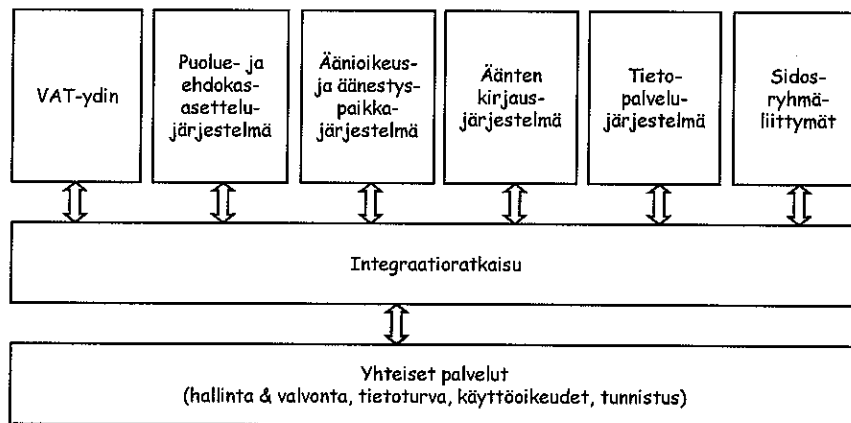 VAT-ydin
Puolue- ja
ehdokas-
asettelu-
järjestelmä
Äänioikeus-
ja äänestys-
paikka-
järjestelmä
Äänten
kirjaus-
järjestelmä
Tieto-
palvelu-
järjestelmä
Sidos-
ryhmä-
liittymät
Integraatioratkaisu
Yhteiset palvelut
(hallinta & valvonta, tietoturva, käyttöoikeudet, tunnistus)